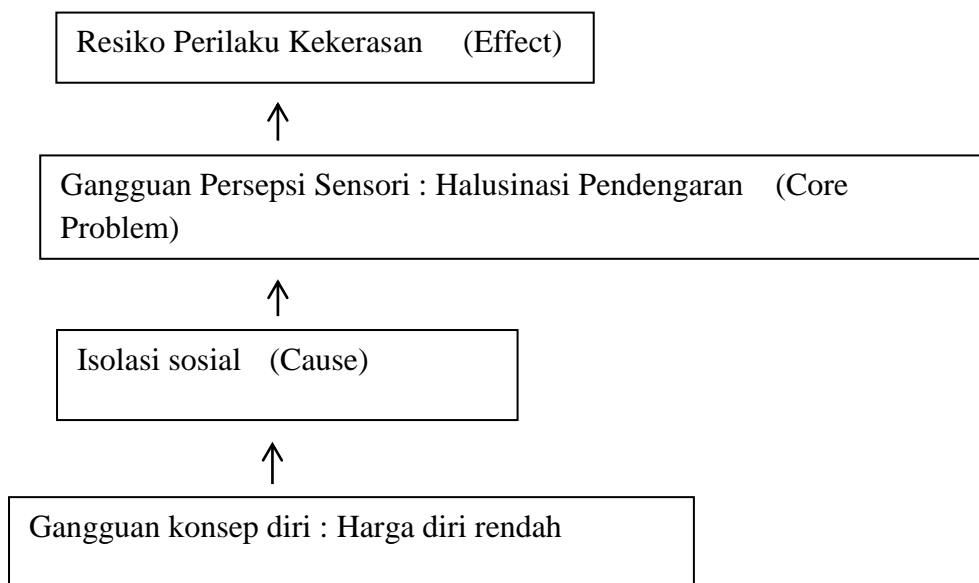 Resiko Perilaku Kekerasan (Effect)
Gangguan Persepsi Sensori : Halusinasi Pendengaran (Core
Problem)
Isolasi sosial (Cause)
Gangguan konsep diri : Harga diri rendah